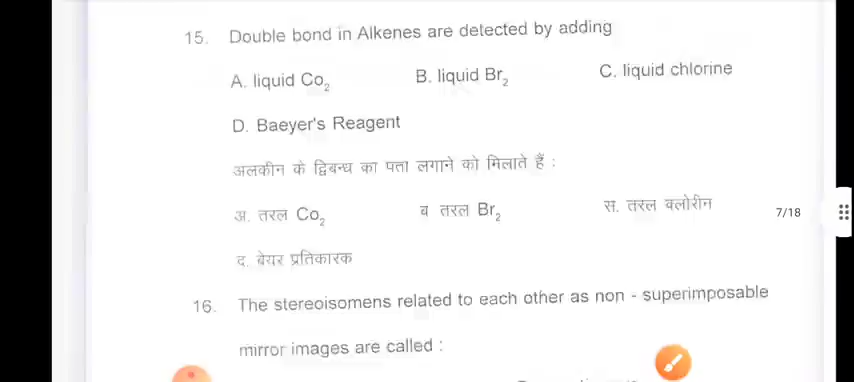 15. Double bond in Alkenes are detected by adding
A. liquid Co₂ B. liquid Br₂ C. liquid chlorine
D. Baeyer's Reagent
अलकीन के द्विबन्ध का पता लगाने को मिलाते हैं :
अ. तरल Co₂ ब तरल Br₂ स. तरल क्लोरीन
7/18
द. बेयर प्रतिकारक
16. The stereoisomens related to each other as non - superimposable
mirror images are called :